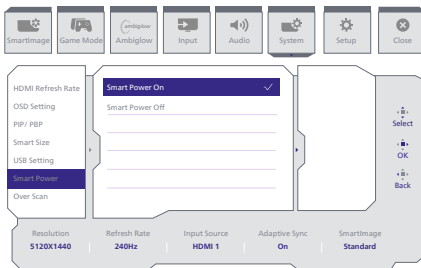 SmartImage
Game Mode
ambiglow
Ambiglow
Input
Audio
System
Setup
Close
HDMI Refresh Rate
OSD Setting
PIP/ PBP
Smart Size
USB Setting
Smart Power
Over Scan
Smart Power On
Smart Power Off
Select
OK
Back
Resolution Refresh Rate Input Source Adaptive Sync SmartImage
5120X1440 240Hz HDMI 1 On Standard